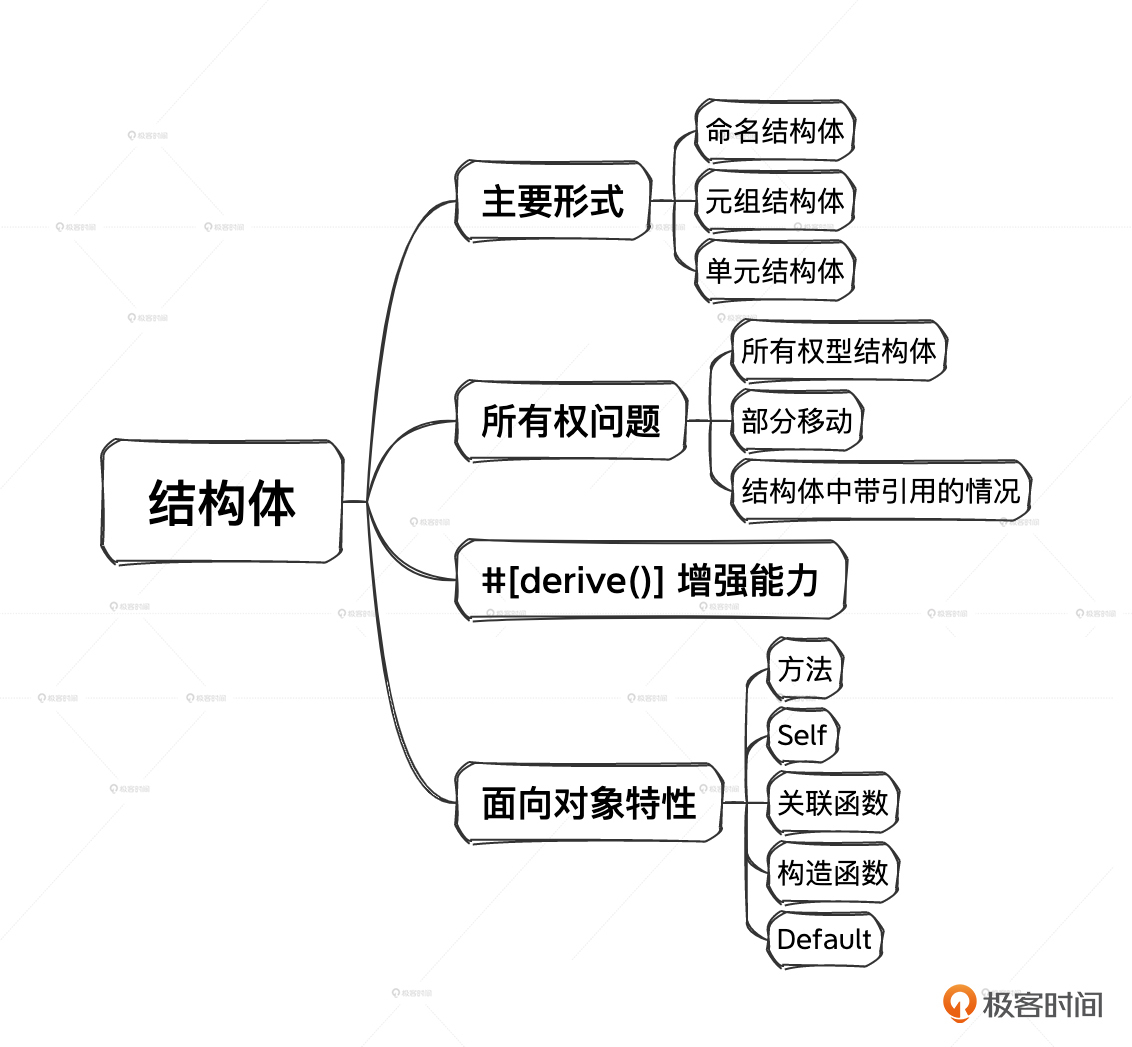 结构体
主要形式
命名结构体
元组结构体
单元结构体
所有权问题
所有权型结构体
部分移动
结构体中带引用的情况
#[derive()] 增强能力
面向对象特性
方法
Self
关联函数
构造函数
Default
极客时间